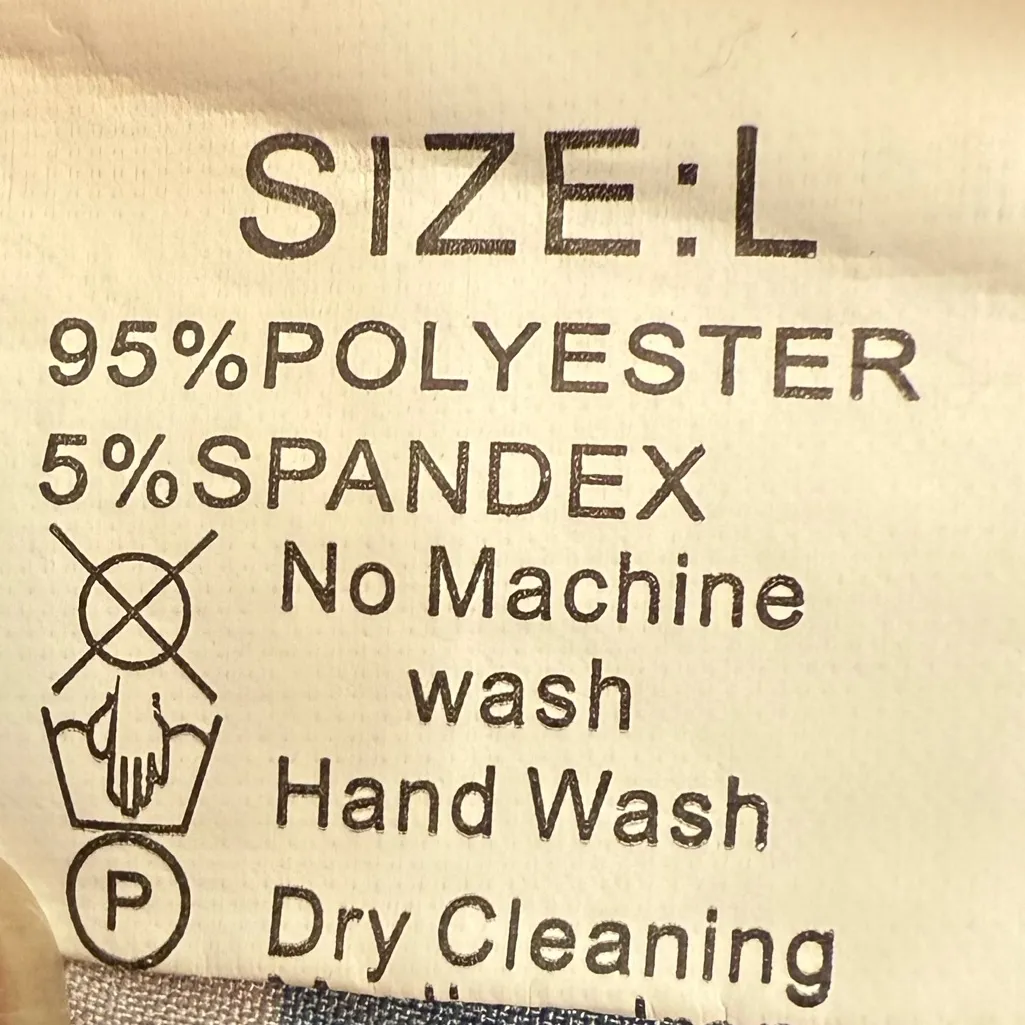 SIZE:L
95%POLYESTER
5%SPANDEX
No Machine
wash
Hand Wash
P
Dry Cleaning